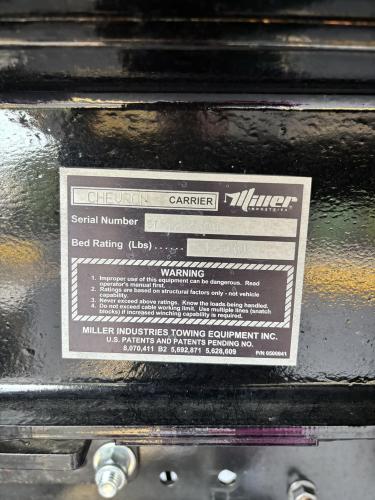 CHEVRON CARRIER
Miller
INDUSTRIES
Serial Number
Bed Rating (Lbs)......
WARNING
1. Improper use of this equipment can be dangerous. Read
operator's manual first.
2. Ratings are based on structural factors only - not vehicle
capability.
3. Never exceed above ratings. Know the loads being handled.
4. Do not exceed cable working limit. Use multiple lines (snatch
blocks) if increased winching capability is required.
MILLER INDUSTRIES TOWING EQUIPMENT INC.
U.S. PATENTS AND PATENTS PENDING NO.
8,070,411 B2 5,692,871 5,628,609
P/N 0500041